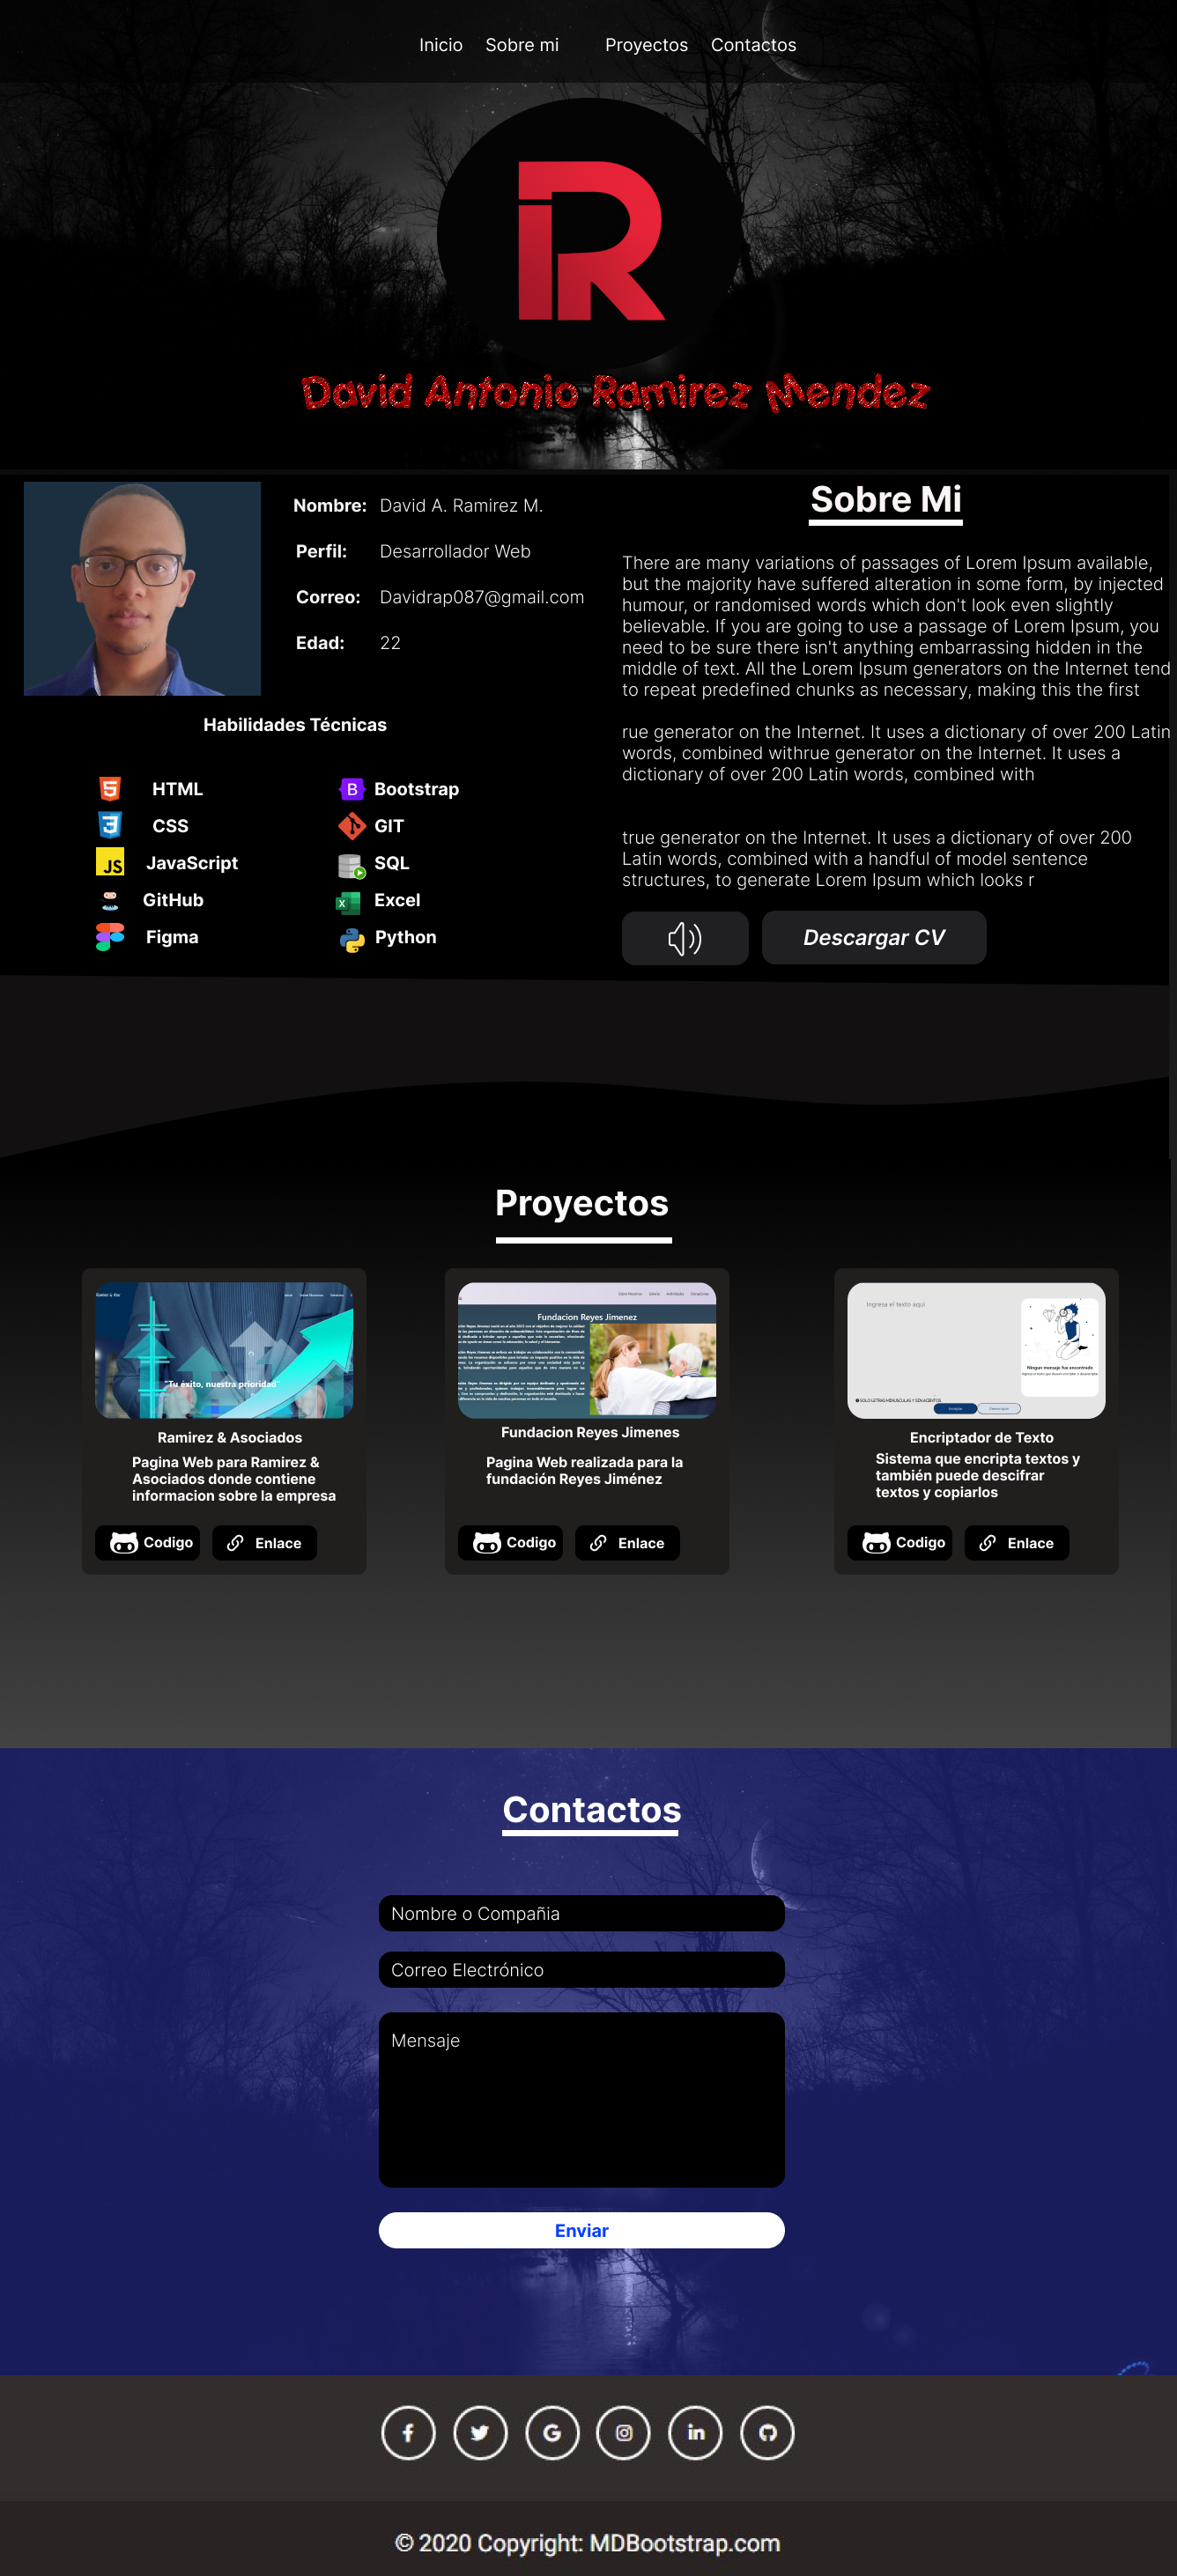 Inicio Sobre mi Proyectos Contactos
David Antonio Ramirez Mendez
Nombre: David A. Ramirez M.
Perfil: Desarrollador Web
Correo: Davidrap087@gmail.com
Edad: 22
Habilidades Técnicas
HTML
CSS
JavaScript
GitHub
Figma
Bootstrap
GIT
SQL
Excel
Python
Sobre Mi
There are many variations of passages of Lorem Ipsum available,
but the majority have suffered alteration in some form, by injected
humour, or randomised words which don't look even slightly
believable. If you are going to use a passage of Lorem Ipsum, you
need to be sure there isn't anything embarrassing hidden in the
middle of text. All the Lorem Ipsum generators on the Internet tend
to repeat predefined chunks as necessary, making this the first
rue generator on the Internet. It uses a dictionary of over 200 Latin
words, combined withrue generator on the Internet. It uses a
dictionary of over 200 Latin words, combined with
true generator on the Internet. It uses a dictionary of over 200
Latin words, combined with a handful of model sentence
structures, to generate Lorem Ipsum which looks r
Descargar CV
Proyectos
"Tu éxito, nuestra prioridad"
Ramirez & Asociados
Pagina Web para Ramirez &
Asociados donde contiene
informacion sobre la empresa
Codigo Enlace
Fundacion Reyes Jimenez
Fundacion Reyes Jimenes
Pagina Web realizada para la
fundación Reyes Jiménez
Codigo Enlace
Ingresa el texto aqui
Ningun mensaje fue encontrado
SOLO LETRAS MINUSCULAS Y SIN ACENTOS
Encriptador de Texto
Sistema que encripta textos y
también puede descifrar
textos y copiarlos
Codigo Enlace
Contactos
Nombre o Compañia
Correo Electrónico
Mensaje
Enviar
© 2020 Copyright: MDBootstrap.com